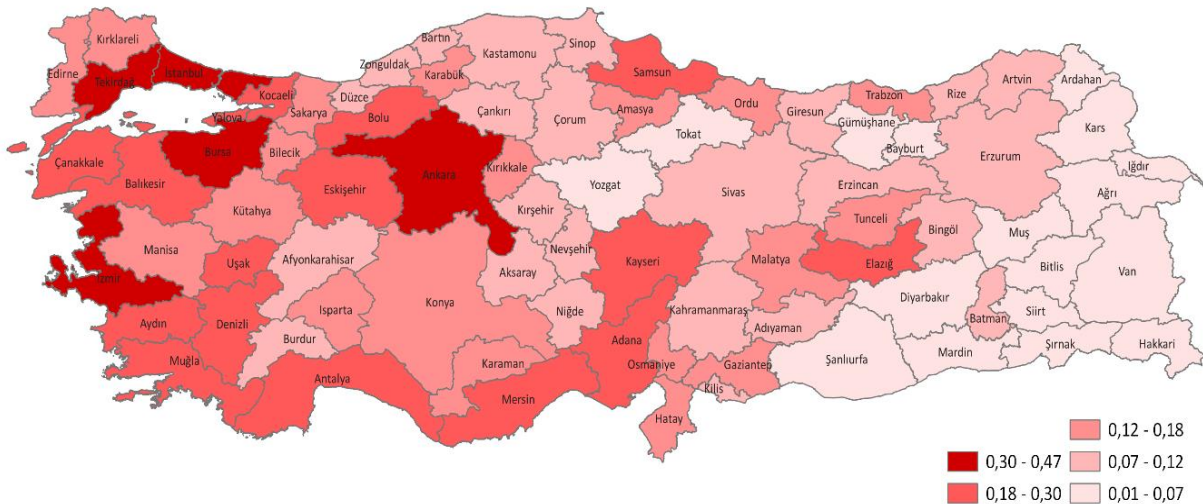 Kırklareli
Edirne
Tekirdağ
İstanbul
Kocaeli
Yalova
Sakarya
Düzce
Zonguldak
Bartın
Karabük
Kastamonu
Sinop
Samsun
Bolu
Çankırı
Çorum
Amasya
Ordu
Tokat
Giresun
Trabzon
Gümüşhane
Bayburt
Rize
Artvin
Ardahan
Kars
Erzurum
Iğdır
Ağrı
Çanakkale
Balıkesir
Bursa
Bilecik
Eskişehir
Kütahya
Ankara
Kırıkkale
Kırşehir
Yozgat
Sivas
Erzincan
Tunceli
Bingöl
Muş
Bitlis
Van
Manisa
İzmir
Uşak
Afyonkarahisar
Aksaray
Nevşehir
Kayseri
Malatya
Elazığ
Diyarbakır
Batman
Siirt
Şırnak
Hakkari
Aydın
Denizli
Isparta
Burdur
Konya
Niğde
Kahramanmaraş
Adıyaman
Şanlıurfa
Mardin
Muğla
Antalya
Karaman
Mersin
Adana
Osmaniye
Gaziantep
Kilis
Hatay
0,12 - 0,18
0,30 - 0,47
0,07 - 0,12
0,18 - 0,30
0,01 - 0,07